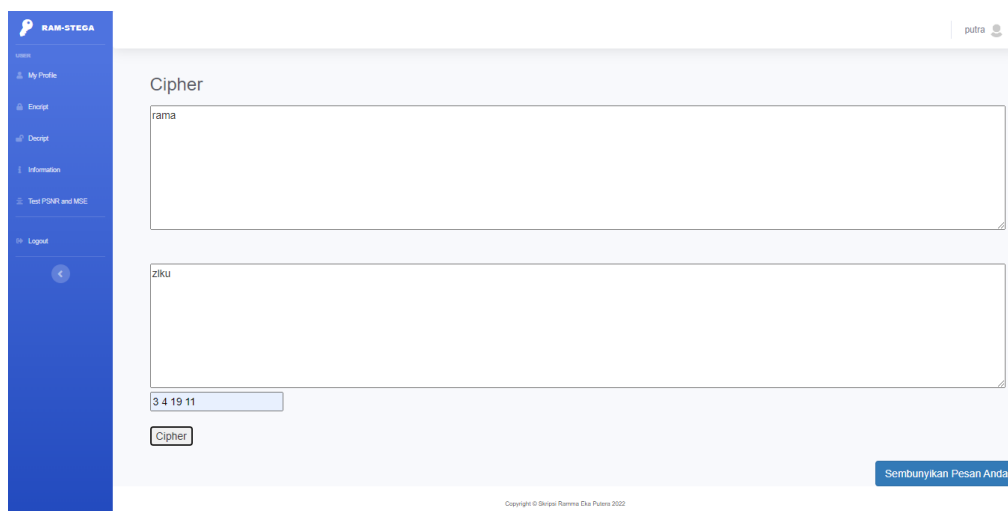 RAM-STEGA
putra
USER
My Profile
Encript
Decript
Information
Test PSNR and MSE
Logout
Cipher
rama
zlku
3 4 19 11
Cipher
Sembunyikan Pesan Anda
Copyright © Skripsi Ramma Eka Putera 2022